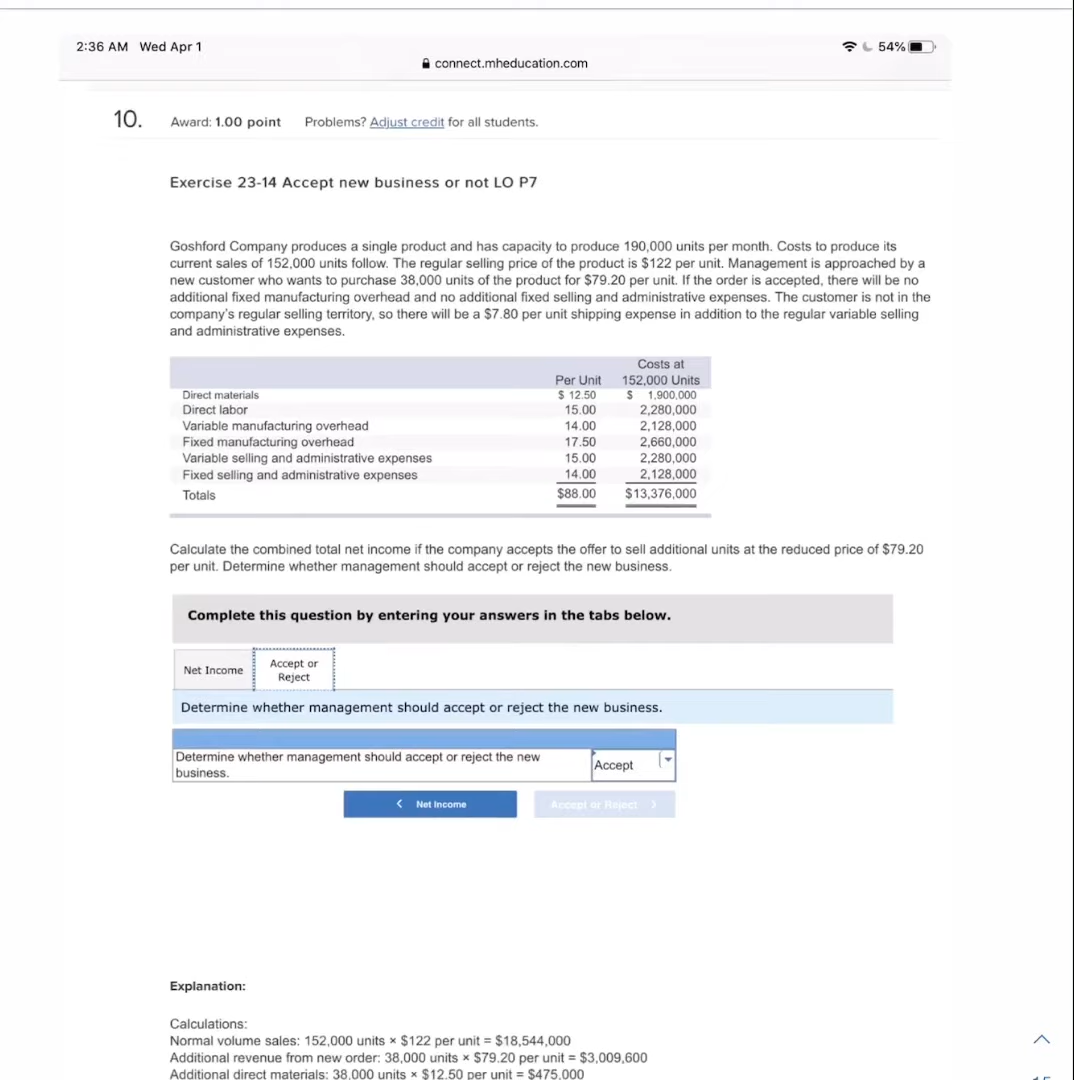 2:36 AM Wed Apr 1
54%
connect.mheducation.com
10. Award: 1.00 point Problems? Adjust credit for all students.
Exercise 23-14 Accept new business or not LO P7
Goshford Company produces a single product and has capacity to produce 190,000 units per month. Costs to produce its
current sales of 152,000 units follow. The regular selling price of the product is $122 per unit. Management is approached by a
new customer who wants to purchase 38,000 units of the product for $79.20 per unit. If the order is accepted, there will be no
additional fixed manufacturing overhead and no additional fixed selling and administrative expenses. The customer is not in the
company's regular selling territory, so there will be a $7.80 per unit shipping expense in addition to the regular variable selling
and administrative expenses.
Costs at
Per Unit 152,000 Units
Direct materials $ 12.50 $ 1,900,000
Direct labor 15.00 2,280,000
Variable manufacturing overhead 14.00 2,128,000
Fixed manufacturing overhead 17.50 2,660,000
Variable selling and administrative expenses 15.00 2,280,000
Fixed selling and administrative expenses 14.00 2,128,000
Totals $88.00 $13,376,000
Calculate the combined total net income if the company accepts the offer to sell additional units at the reduced price of $79.20
per unit. Determine whether management should accept or reject the new business.
Complete this question by entering your answers in the tabs below.
Net Income
Accept or
Reject
Determine whether management should accept or reject the new business.
Determine whether management should accept or reject the new
business.
Accept
< Net Income
Accept or Reject >
Explanation:
Calculations:
Normal volume sales: 152,000 units × $122 per unit = $18,544,000
Additional revenue from new order: 38,000 units × $79.20 per unit = $3,009,600
Additional direct materials: 38,000 units × $12.50 per unit = $475,000